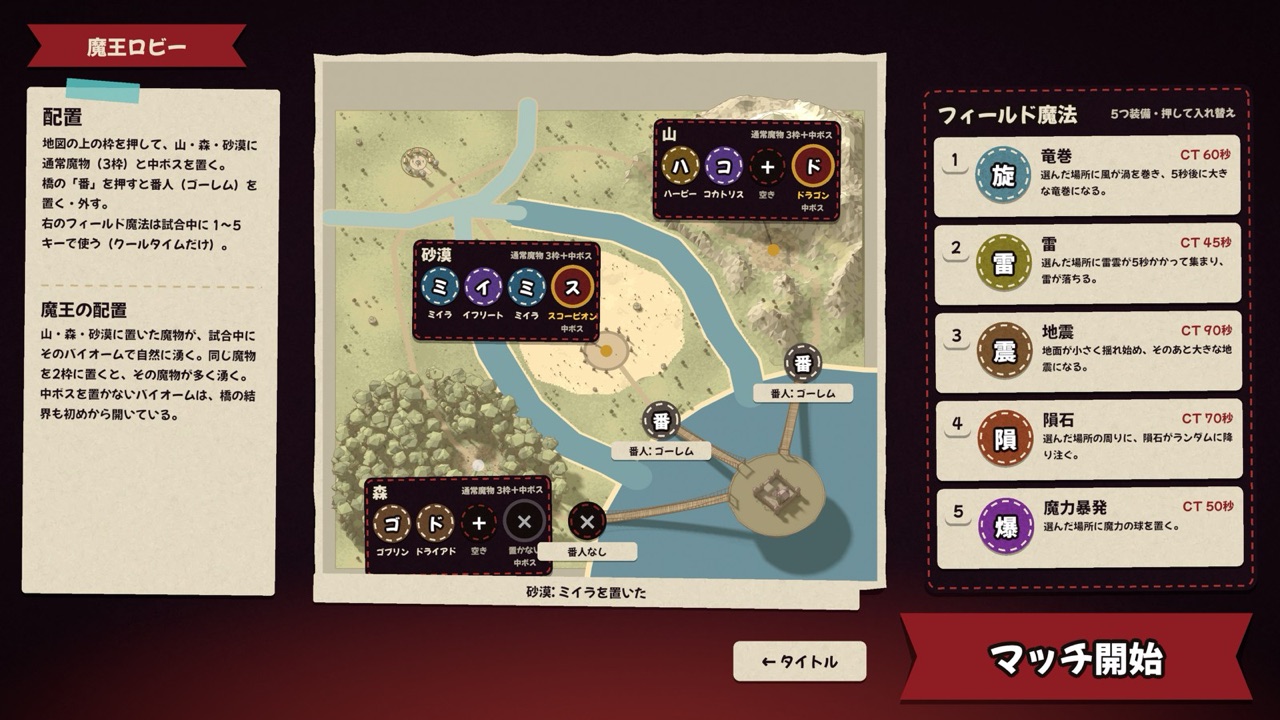 魔王ロビー
配置
地図の上の枠を押して、山・森・砂漠に
通常魔物（3枠）と中ボスを置く。
橋の「番」を押すと番人（ゴーレム）を
置く・外す。
右のフィールド魔法は試合中に 1〜5
キーで使う（クールタイムだけ）。
魔王の配置
山・森・砂漠に置いた魔物が、試合中に
そのバイオームで自然に湧く。同じ魔物
を2枠に置くと、その魔物が多く湧く。
中ボスを置かないバイオームは、橋の結
界も初めから開いている。
山 通常魔物 3枠＋中ボス
ハ コ + ド
ハーピー コカトリス 空き ドラゴン
中ボス
砂漠 通常魔物 3枠＋中ボス
ミ イ ミ ス
ミイラ イフリート ミイラ スコーピオン
中ボス
番
番人: ゴーレム
番
番人: ゴーレム
森 通常魔物 3枠＋中ボス
ゴ ド + ×
ゴブリン ドライアド 空き 置かな
中ボス
×
番人なし
砂漠: ミイラを置いた
フィールド魔法 5つ装備・押して入れ替え
1 旋 竜巻 CT 60秒
選んだ場所に風が渦を巻き、5秒後に大き
な竜巻になる。
2 雷 雷 CT 45秒
選んだ場所に雷雲が5秒かかって集まり、
雷が落ちる。
3 震 地震 CT 90秒
地面が小さく揺れ始め、そのあと大きな地
震になる。
4 隕 隕石 CT 70秒
選んだ場所の周りに、隕石がランダムに降
り注ぐ。
5 爆 魔力暴発 CT 50秒
選んだ場所に魔力の球を置く。
← タイトル
マッチ開始